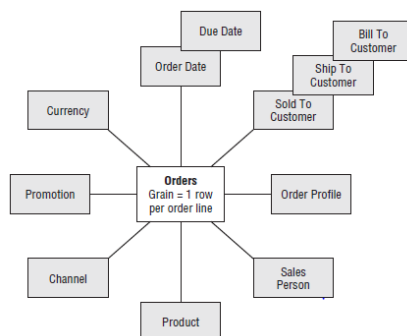 Due Date
Bill To
Customer
Order Date
Ship To
Customer
Currency
Sold To
Customer
Orders
Grain = 1 row
per order line
Promotion
Order Profile
Channel
Sales
Person
Product